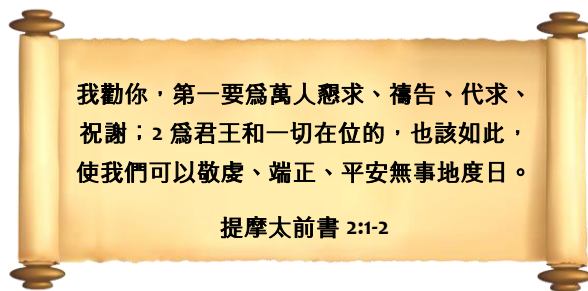 我勸你，第一要爲萬人懇求、禱告、代求、
祝謝；2 爲君王和一切在位的，也該如此，
使我們可以敬虔、端正、平安無事地度日。
提摩太前書 2:1-2